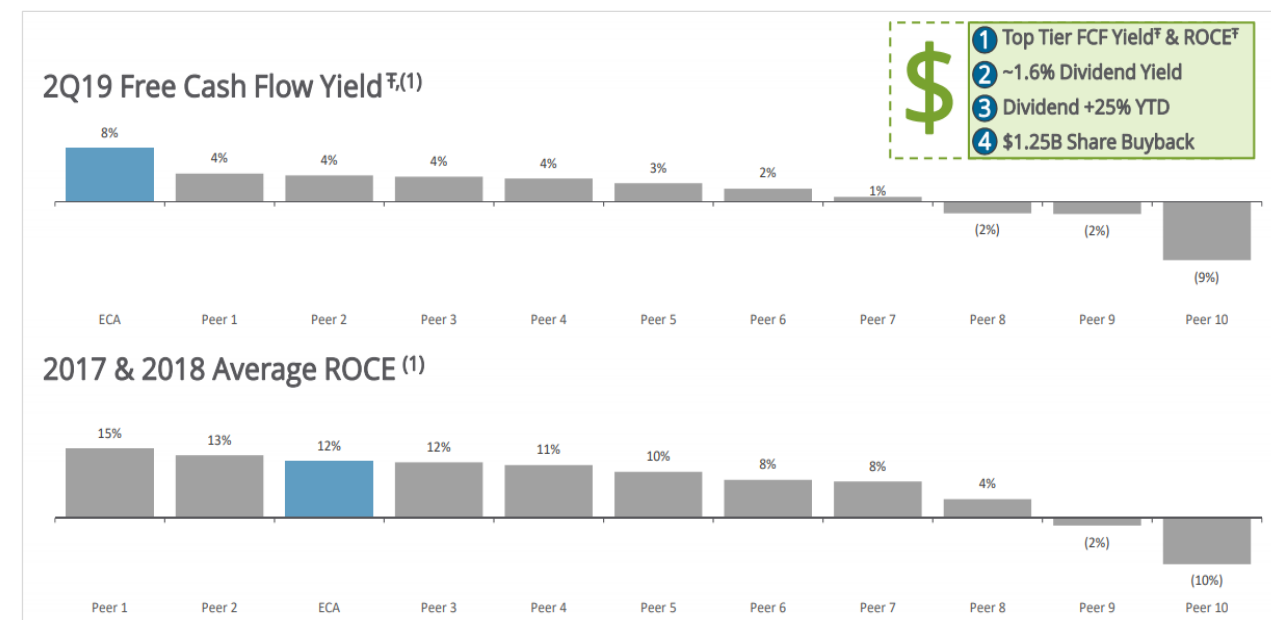 ① Top Tier FCF Yield Ŧ & ROCE Ŧ
② ~1.6% Dividend Yield
③ Dividend +25% YTD
④ $1.25B Share Buyback
$
2Q19 Free Cash Flow Yield Ŧ,(1)
8% 4% 4% 4% 4% 3% 2% 1% (2%) (2%) (9%)
ECA Peer 1 Peer 2 Peer 3 Peer 4 Peer 5 Peer 6 Peer 7 Peer 8 Peer 9 Peer 10
2017 & 2018 Average ROCE (1)
15% 13% 12% 12% 11% 10% 8% 8% 4% (2%) (10%)
Peer 1 Peer 2 ECA Peer 3 Peer 4 Peer 5 Peer 6 Peer 7 Peer 8 Peer 9 Peer 10